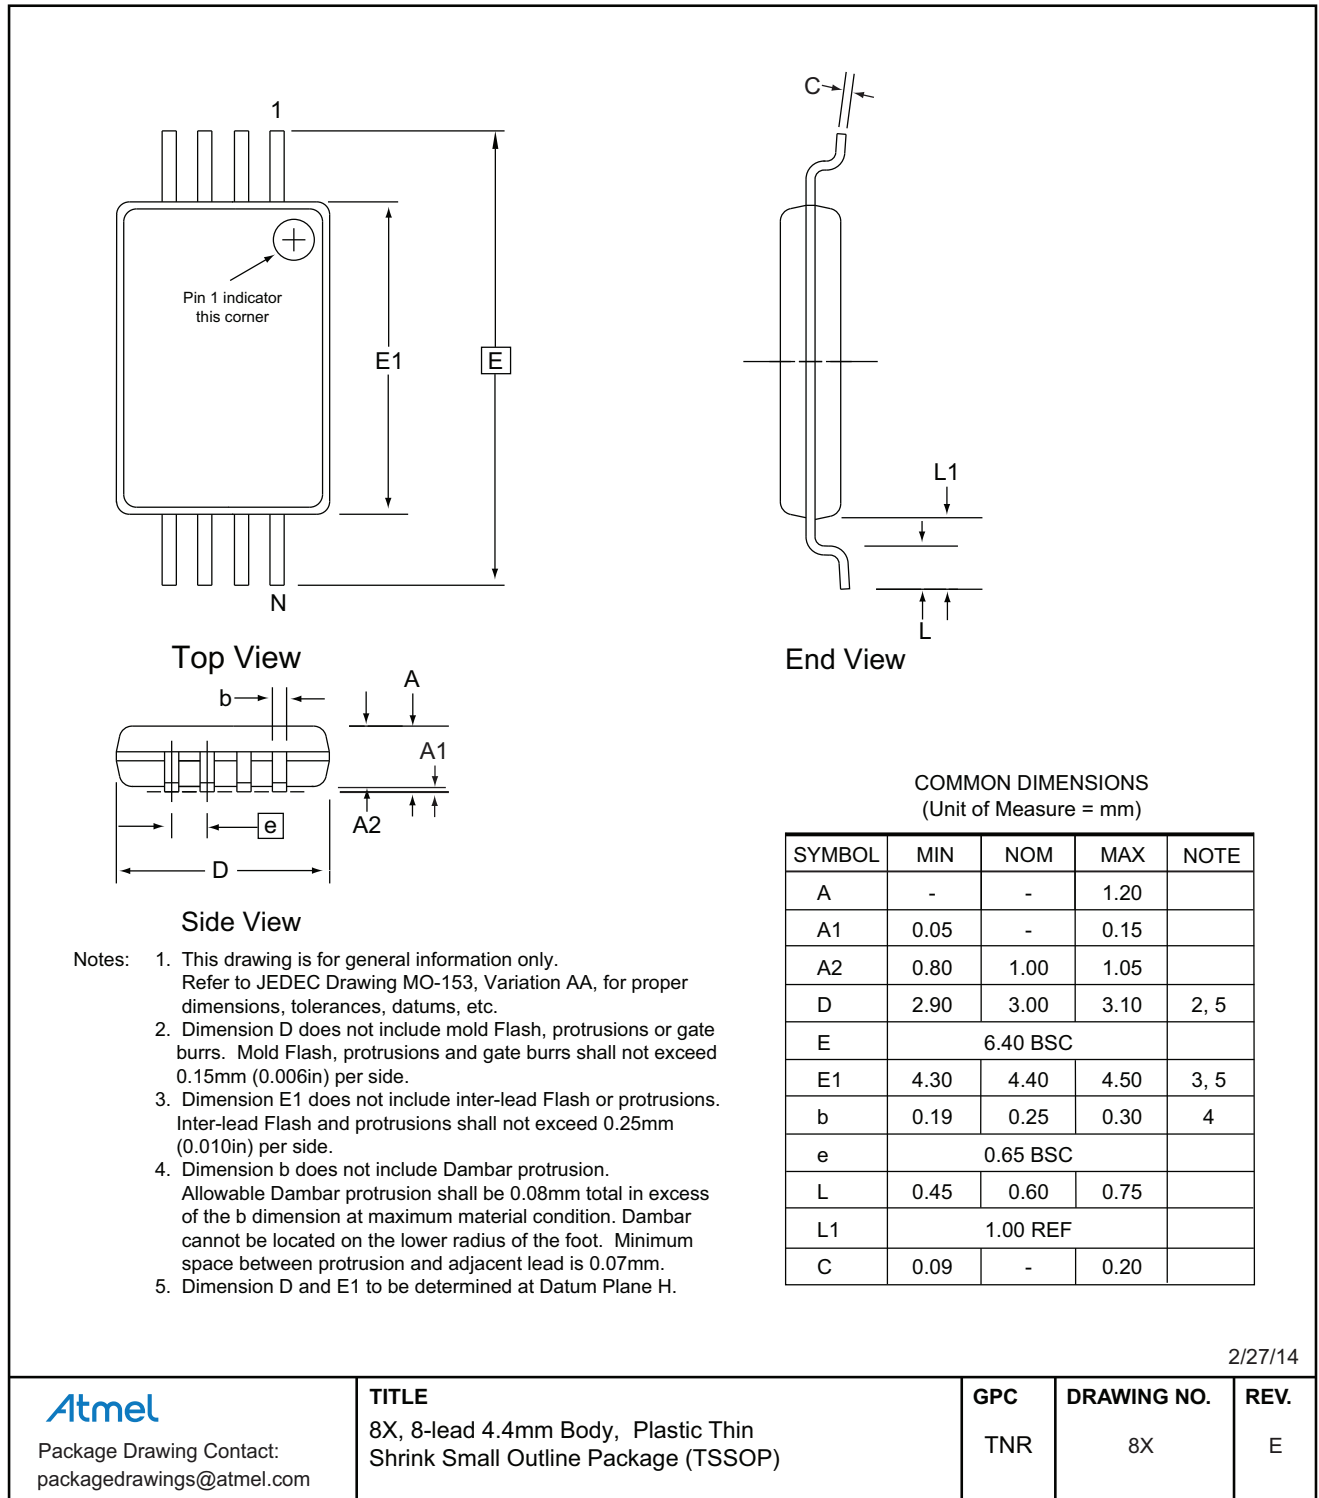 1
C
Pin 1 indicator
this corner
E1
E
L1
N
L
Top View
End View
b
A
A1
e
A2
D
Side View
COMMON DIMENSIONS
(Unit of Measure = mm)
SYMBOL MIN NOM MAX NOTE
A - - 1.20
A1 0.05 - 0.15
A2 0.80 1.00 1.05
D 2.90 3.00 3.10 2, 5
E 6.40 BSC
E1 4.30 4.40 4.50 3, 5
b 0.19 0.25 0.30 4
e 0.65 BSC
L 0.45 0.60 0.75
L1 1.00 REF
C 0.09 - 0.20
Notes: 1. This drawing is for general information only.
Refer to JEDEC Drawing MO-153, Variation AA, for proper
dimensions, tolerances, datums, etc.
2. Dimension D does not include mold Flash, protrusions or gate
burrs. Mold Flash, protrusions and gate burrs shall not exceed
0.15mm (0.006in) per side.
3. Dimension E1 does not include inter-lead Flash or protrusions.
Inter-lead Flash and protrusions shall not exceed 0.25mm
(0.010in) per side.
4. Dimension b does not include Dambar protrusion.
Allowable Dambar protrusion shall be 0.08mm total in excess
of the b dimension at maximum material condition. Dambar
cannot be located on the lower radius of the foot. Minimum
space between protrusion and adjacent lead is 0.07mm.
5. Dimension D and E1 to be determined at Datum Plane H.
2/27/14
Atmel
Package Drawing Contact:
packagedrawings@atmel.com
TITLE
8X, 8-lead 4.4mm Body, Plastic Thin
Shrink Small Outline Package (TSSOP)
GPC
TNR
DRAWING NO.
8X
REV.
E